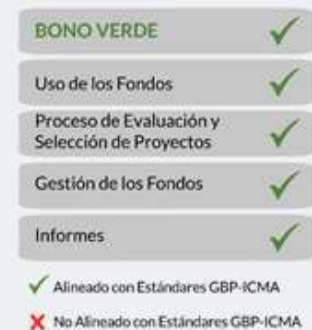 BONO VERDE
Uso de los Fondos
Proceso de Evaluación y
Selección de Proyectos
Gestión de los Fondos
Informes
Alineado con Estándares GBP-ICMA
No Alineado con Estándares GBP-ICMA